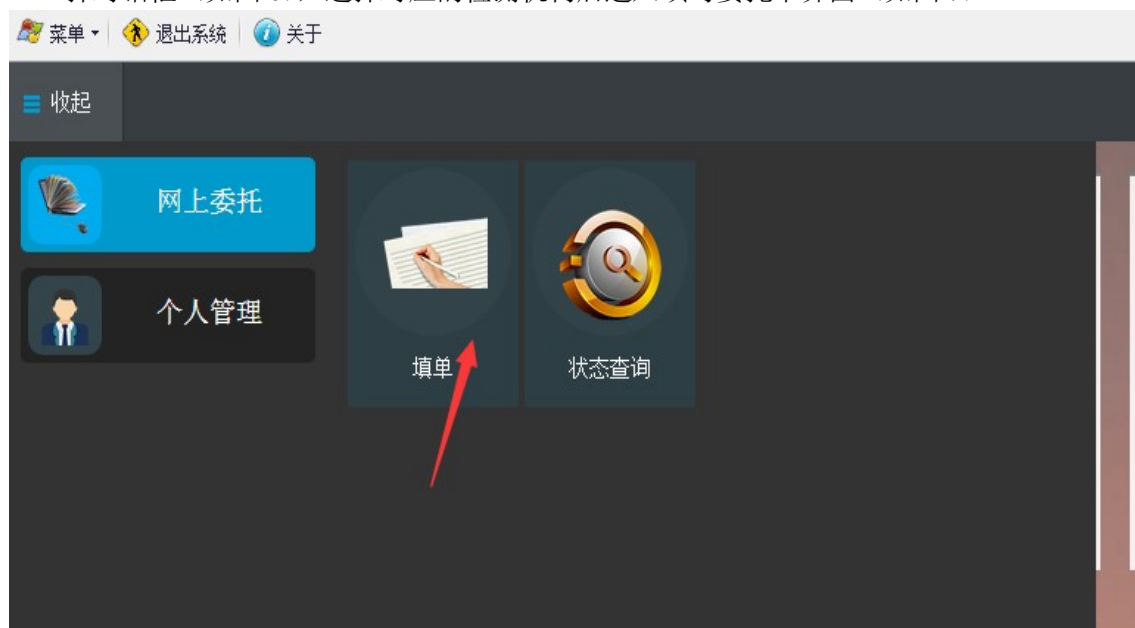 菜单 退出系统 关于
收起
网上委托
个人管理
填单 状态查询